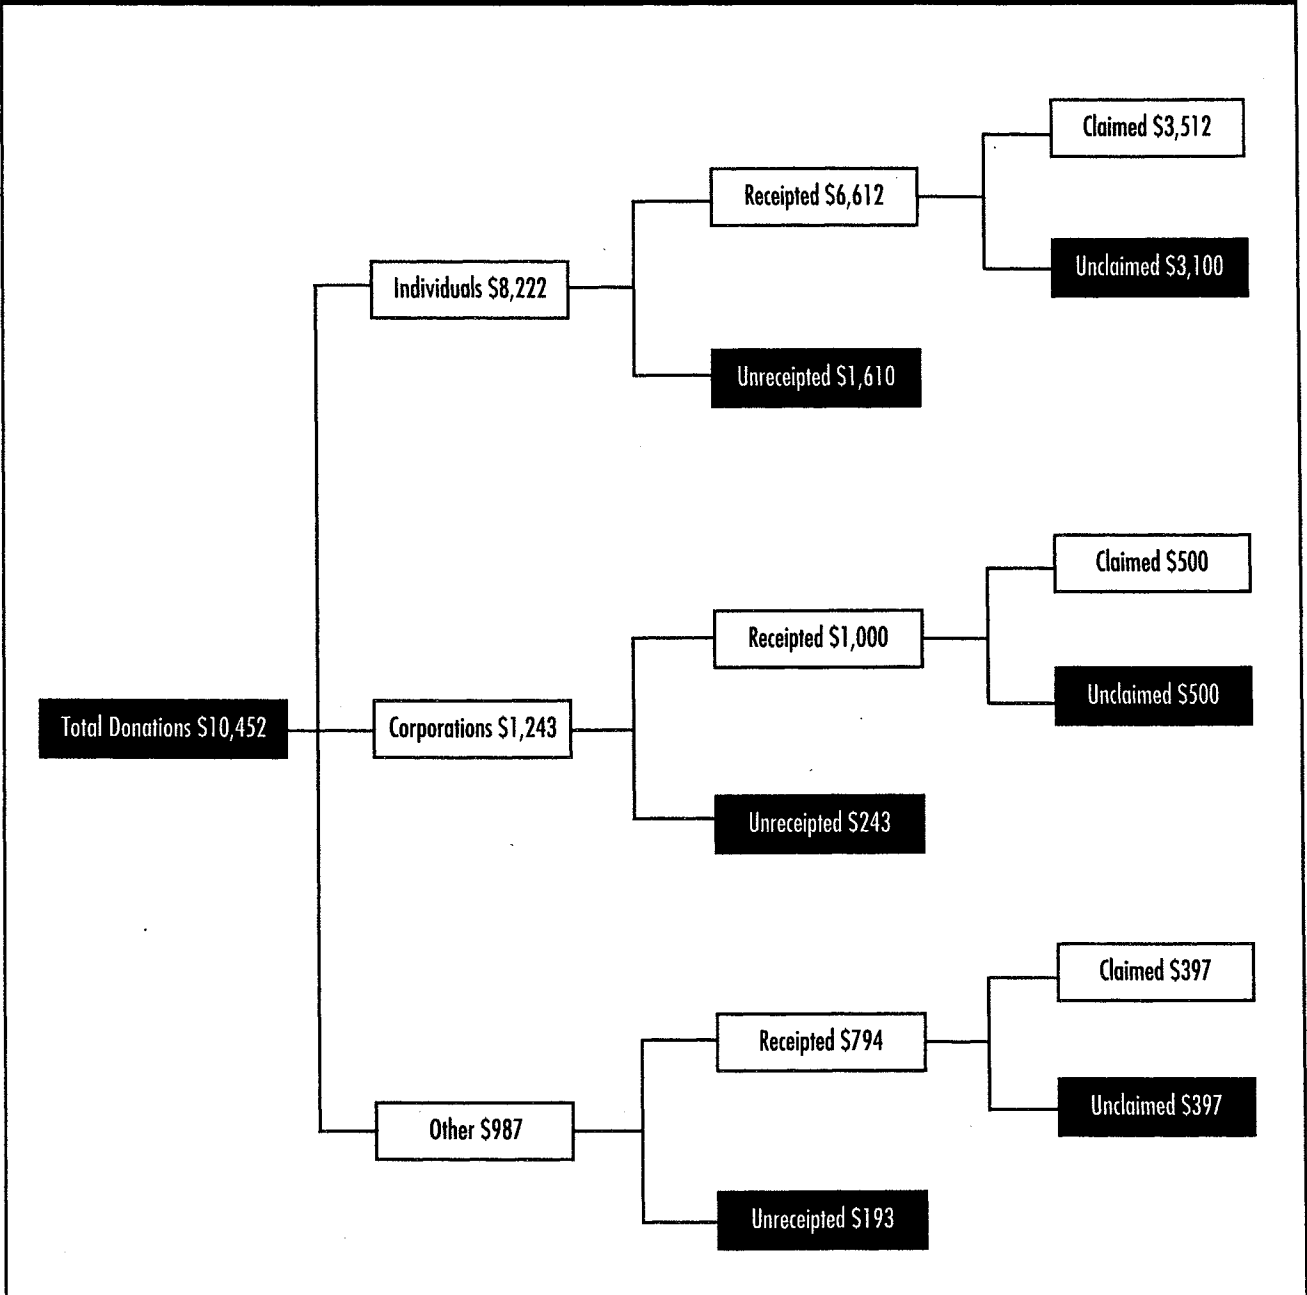 Claimed $3,512
Receipted $6,612
Unclaimed $3,100
Individuals $8,222
Unreceipted $1,610
Claimed $500
Receipted $1,000
Unclaimed $500
Total Donations $10,452
Corporations $1,243
Unreceipted $243
Claimed $397
Receipted $794
Unclaimed $397
Other $987
Unreceipted $193